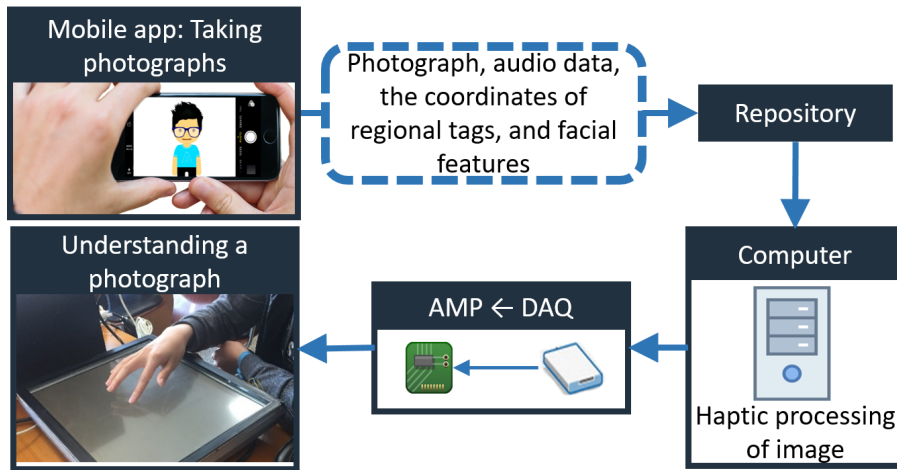 Mobile app: Taking
photographs
Photograph, audio data,
the coordinates of
regional tags, and facial
features
Repository
Understanding a
photograph
AMP ← DAQ
Computer
Haptic processing
of image